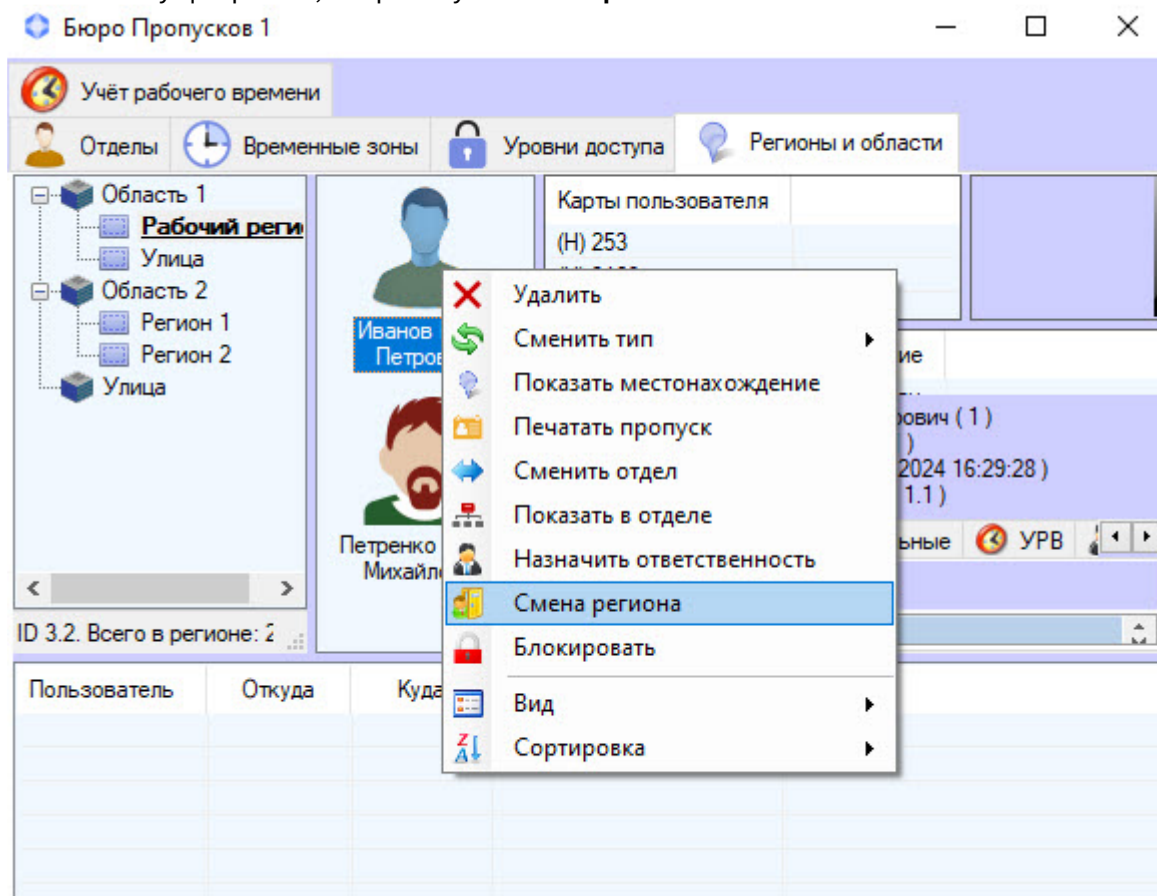 Бюро Пропусков 1
Учёт рабочего времени
Отделы
Временные зоны
Уровни доступа
Регионы и области
Область 1
Рабочий реги
Улица
Область 2
Регион 1
Регион 2
Улица
ID 3.2. Всего в регионе: 2
Иванов
Петро
Петренко
Михайл
Карты пользователя
(H) 253
Удалить
Сменить тип
Показать местонахождение
Печатать пропуск
Сменить отдел
Показать в отделе
Назначить ответственность
Смена региона
Блокировать
Вид
Сортировка
ие
рович ( 1 )
)
2024 16:29:28 )
1.1 )
ьные
УРВ
Пользователь
Откуда
Куда